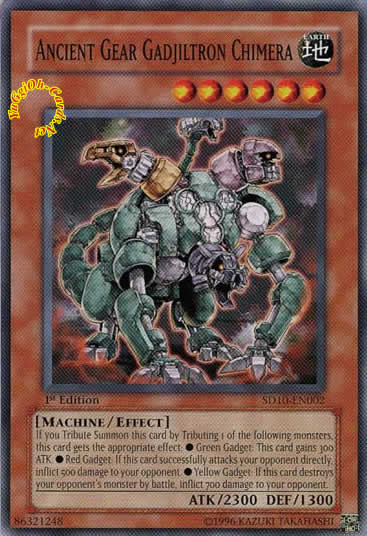 ANCIENT GEAR GADJILTRON CHIMERA
EARTH
地
YuGiOh-Cards.Net
1st Edition
SD10-EN002
[MACHINE/EFFECT]
If you Tribute Summon this card by Tributing 1 of the following monsters,
this card gets the appropriate effect: ● Green Gadget: This card gains 300
ATK ● Red Gadget: If this card successfully attacks your opponent directly,
inflict 500 damage to your opponent. ● Yellow Gadget: If this card destroys
your opponent's monster by battle, inflict 700 damage to your opponent.
ATK/2300 DEF/1300
86321248
©1996 KAZUKI TAKAHASHI